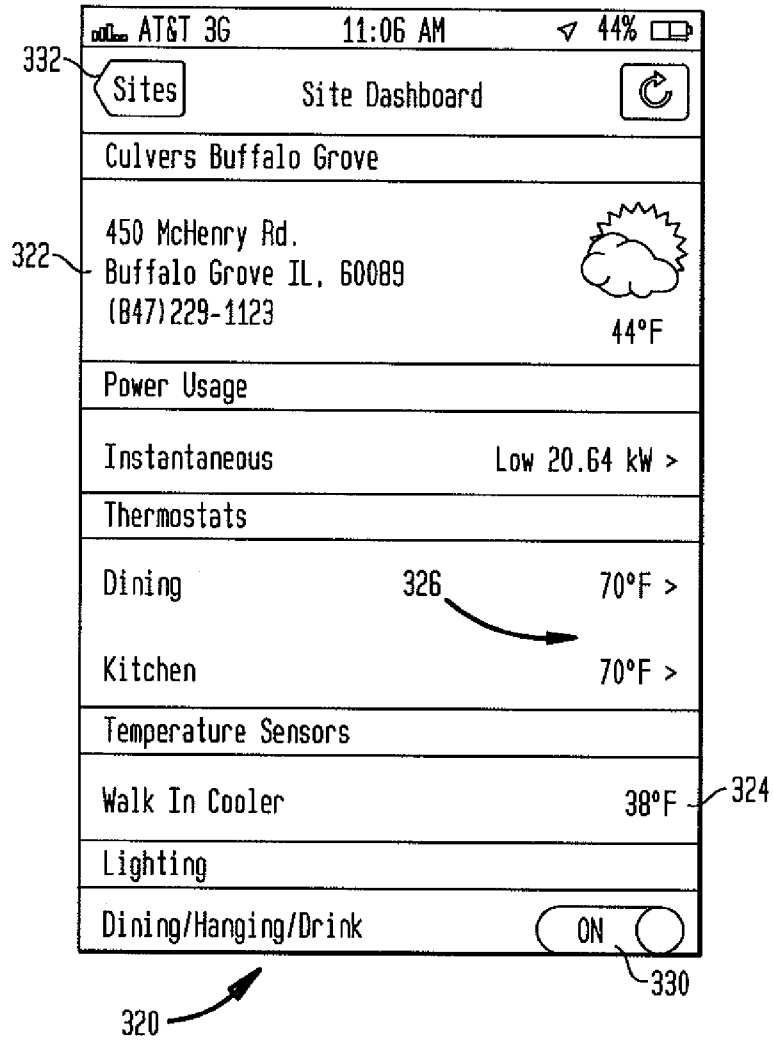 AT&T 3G 11:06 AM 44%
332
Sites Site Dashboard
Culvers Buffalo Grove
450 McHenry Rd.
322
Buffalo Grove IL, 60089
(847)229-1123
44°F
Power Usage
Instantaneous Low 20.64 kW >
Thermostats
Dining 326 70°F >
Kitchen 70°F >
Temperature Sensors
Walk In Cooler 38°F 324
Lighting
Dining/Hanging/Drink ON
330
320